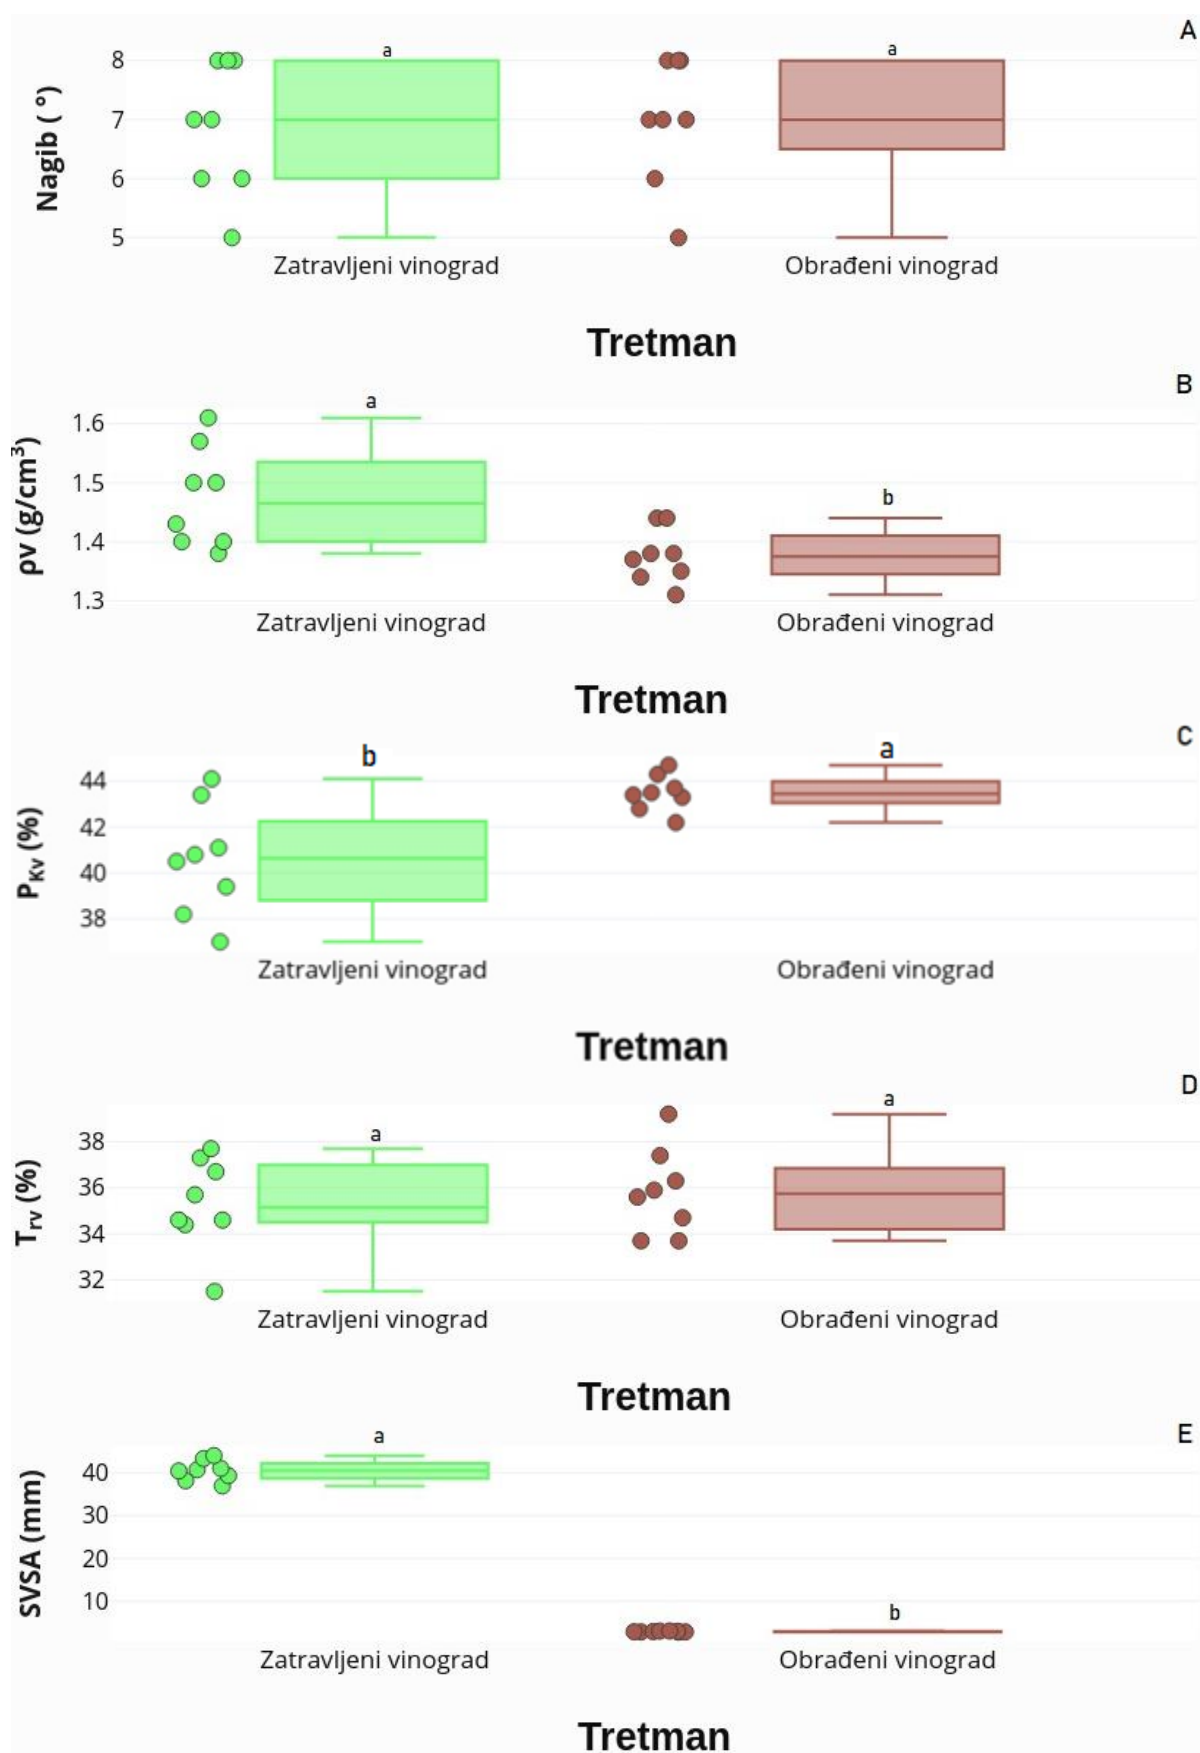 A
a
a
8
7
6
5
Nagib ( °)
Zatravljeni vinograd
Obrađeni vinograd
Tretman
B
a
b
1.6
1.5
1.4
1.3
ρv (g/cm³)
Zatravljeni vinograd
Obrađeni vinograd
Tretman
C
b
a
44
42
40
38
PKv (%)
Zatravljeni vinograd
Obrađeni vinograd
Tretman
D
a
a
38
36
34
32
Trv (%)
Zatravljeni vinograd
Obrađeni vinograd
Tretman
E
a
b
40
30
20
10
SVSA (mm)
Zatravljeni vinograd
Obrađeni vinograd
Tretman